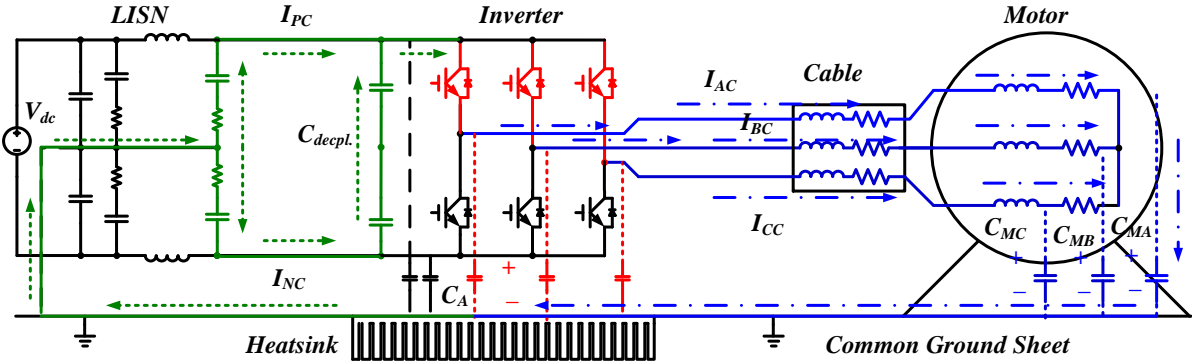 LISN
I_PC
Inverter
Motor
Cable
I_AC
V_dc
I_BC
C_decpl.
I_CC
C_MC
C_MB
C_MA
I_NC
C_A
+
−
+
+
+
−
−
−
Heatsink
Common Ground Sheet